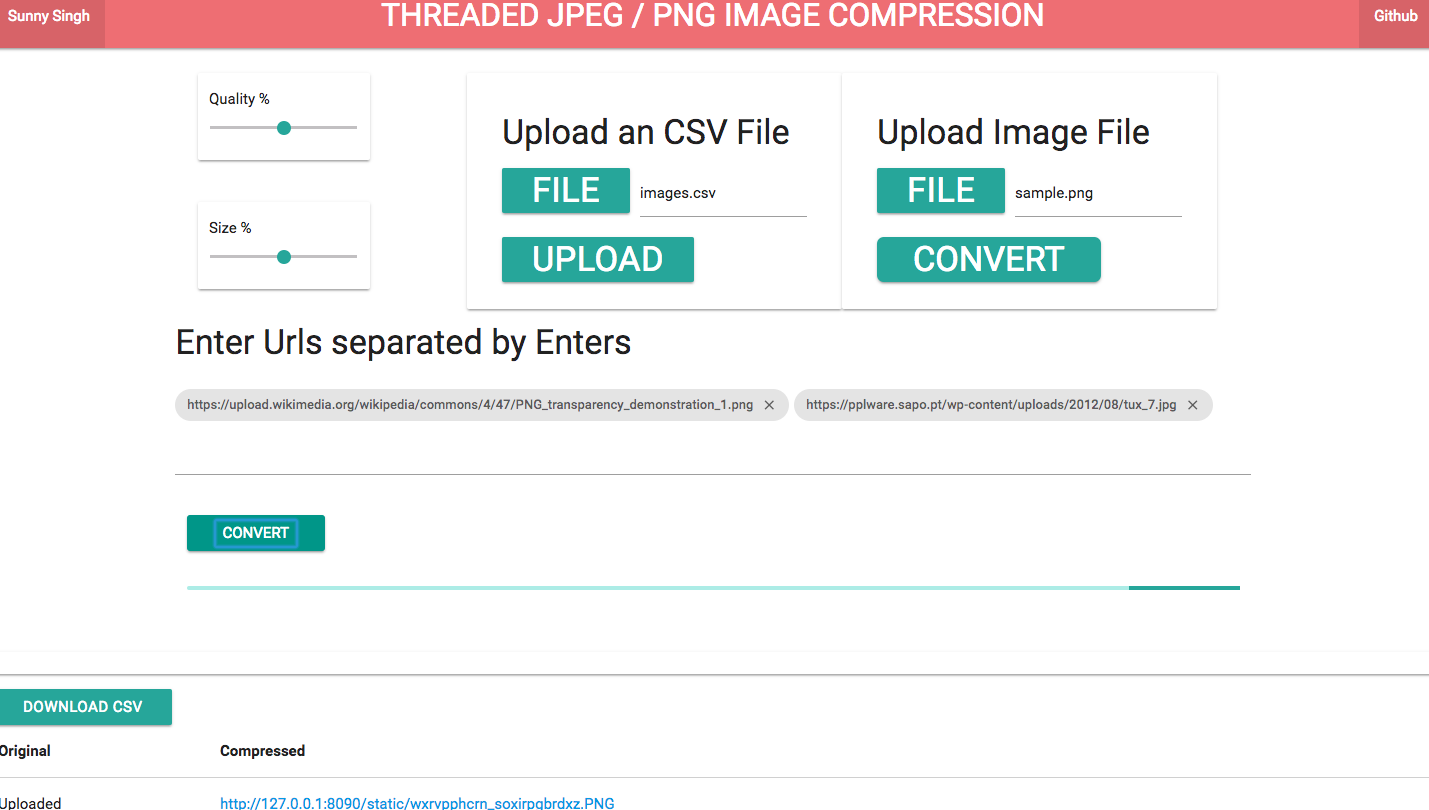 Sunny Singh
THREADED JPEG / PNG IMAGE COMPRESSION
Github
Quality %
Size %
Upload an CSV File
FILE
images.csv
UPLOAD
Upload Image File
FILE
sample.png
CONVERT
Enter Urls separated by Enters
https://upload.wikimedia.org/wikipedia/commons/4/47/PNG_transparency_demonstration_1.png
https://pplware.sapo.pt/wp-content/uploads/2012/08/tux_7.jpg
CONVERT
DOWNLOAD CSV
Original
Compressed
Uploaded
http://127.0.0.1:8090/static/wxrvpphcrn_soxirpqbrdxz.PNG